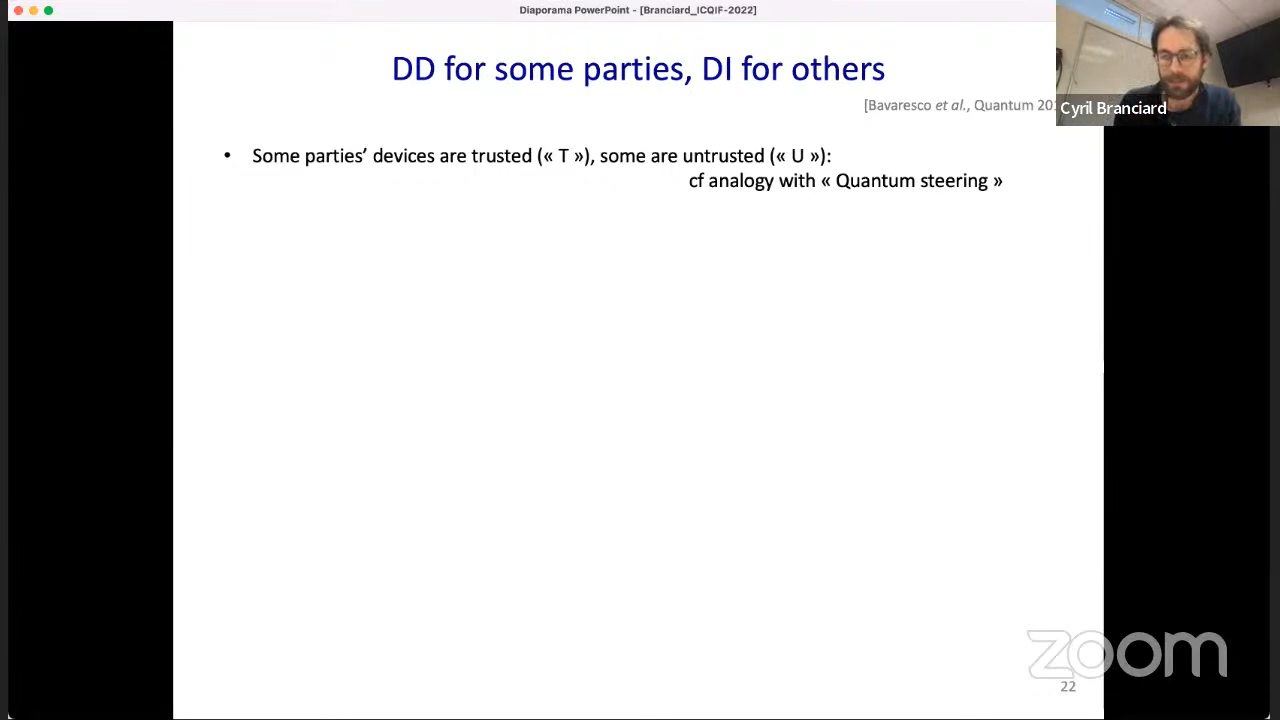 Diaporama PowerPoint - [Branciard_ICQIF-2022]
DD for some parties, DI for others
[Bavaresco et al., Quantum
Cyril Branciard
• Some parties’ devices are trusted (« T »), some are untrusted (« U »):
cf analogy with « Quantum steering »
zoom
22